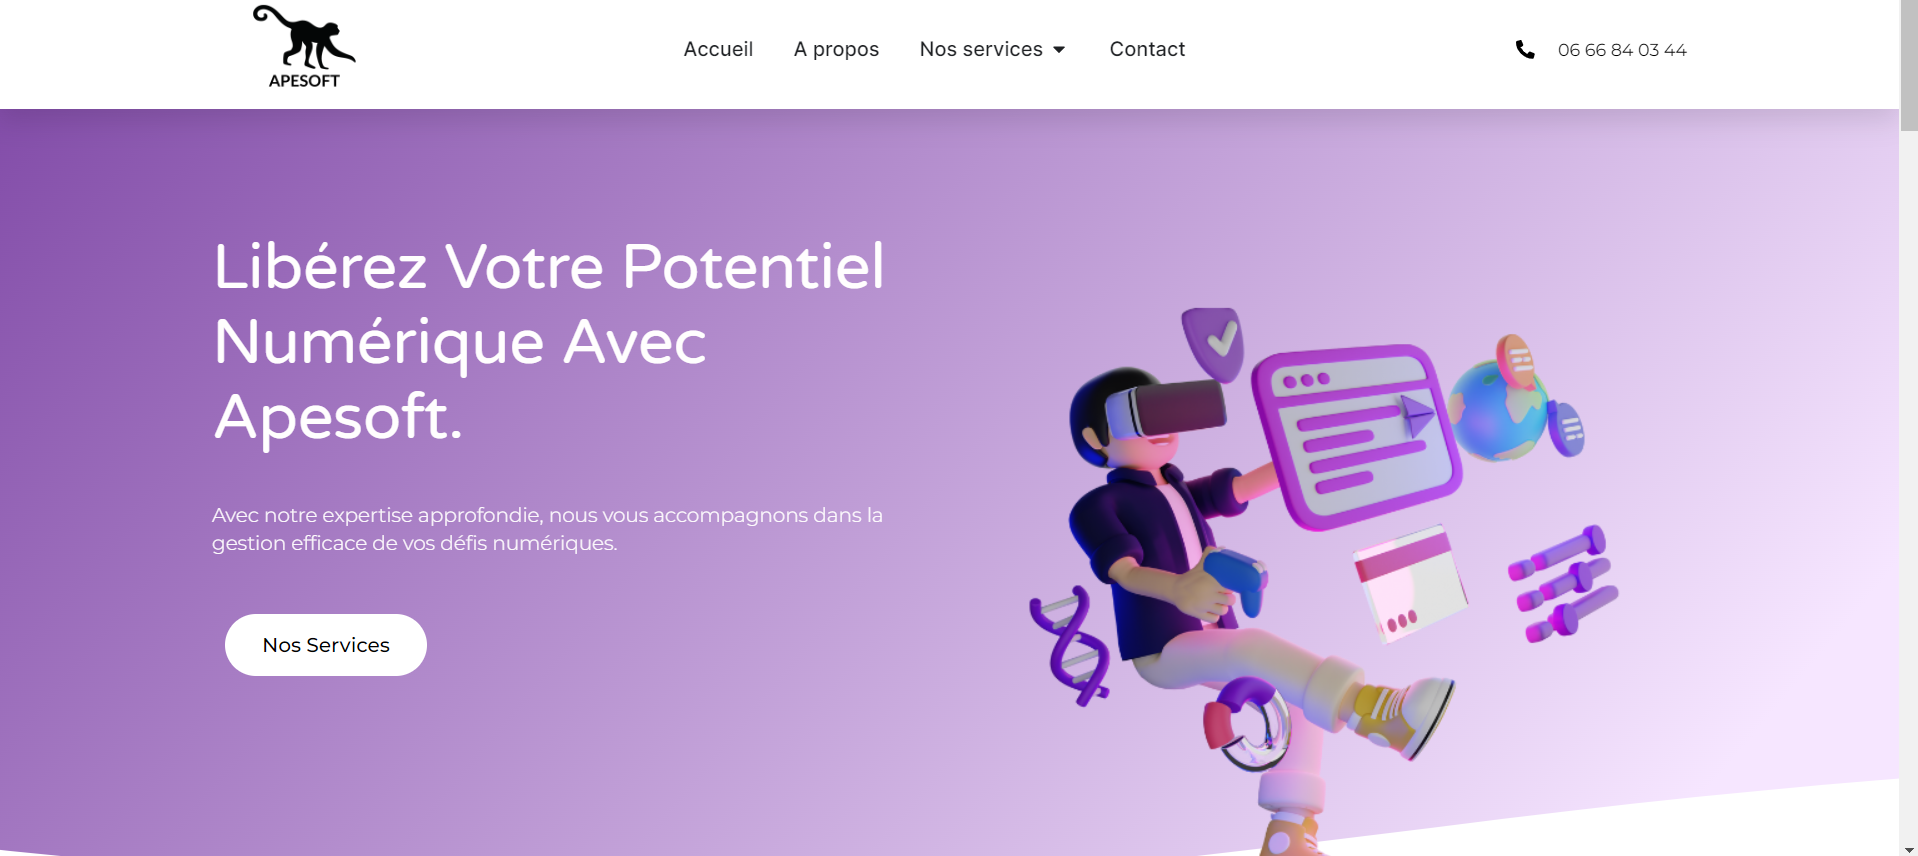 APESOFT
Accueil
A propos
Nos services
Contact
06 66 84 03 44
Libérez Votre Potentiel
Numérique Avec
Apesoft.
Avec notre expertise approfondie, nous vous accompagnons dans la
gestion efficace de vos défis numériques.
Nos Services